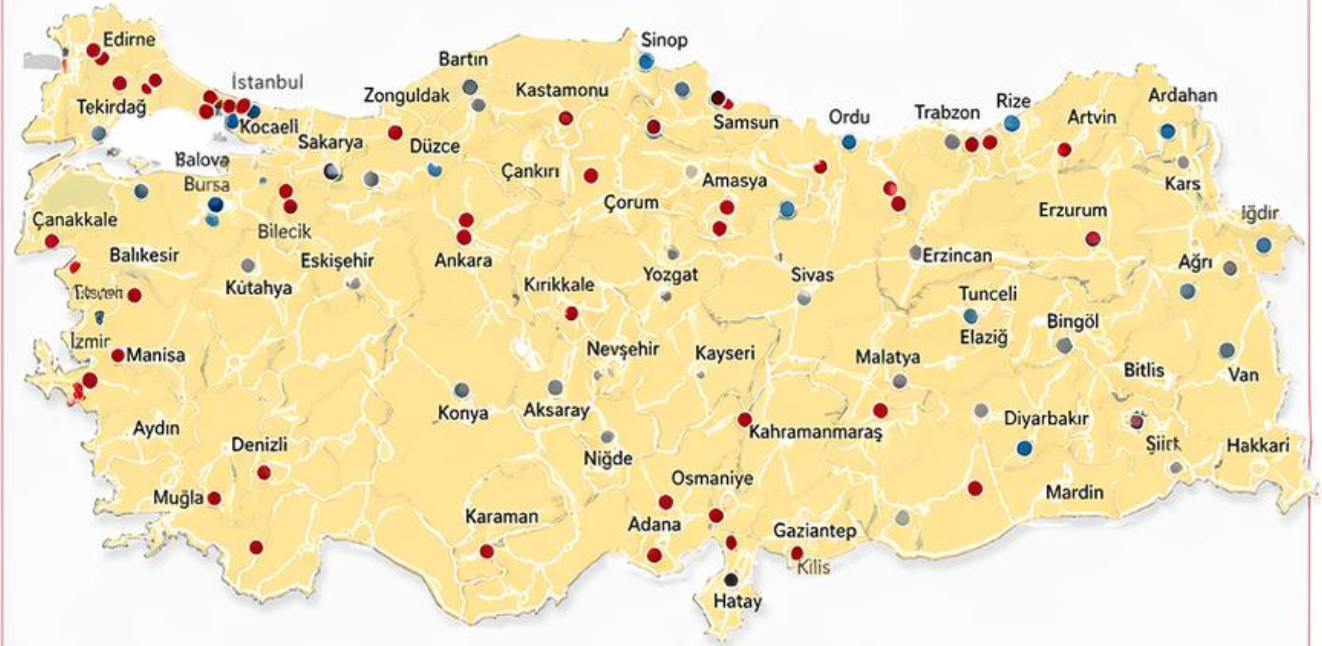 Edirne
Sinop
Bartın
İstanbul
Ardahan
Zonguldak
Kastamonu
Rize
Tekirdağ
Trabzon
Artvin
Ordu
Samsun
Kocaeli
Sakarya
Düzce
Balova
Çankırı
Amasya
Kars
Bursa
Çorum
Erzurum
Iğdir
Çanakkale
Bilecik
Balıkesir
Eskişehir
Ankara
Erzincan
Ağrı
Kütahya
Yozgat
Sivas
Kırıkkale
Tunceli
Bingöl
Elaziğ
İzmir
Manisa
Nevşehir
Kayseri
Malatya
Bitlis
Van
Konya
Aksaray
Diyarbakır
Aydın
Kahramanmaraş
Denizli
Şiirt
Hakkari
Niğde
Osmaniye
Muğla
Mardin
Karaman
Adana
Gaziantep
Kilis
Hatay